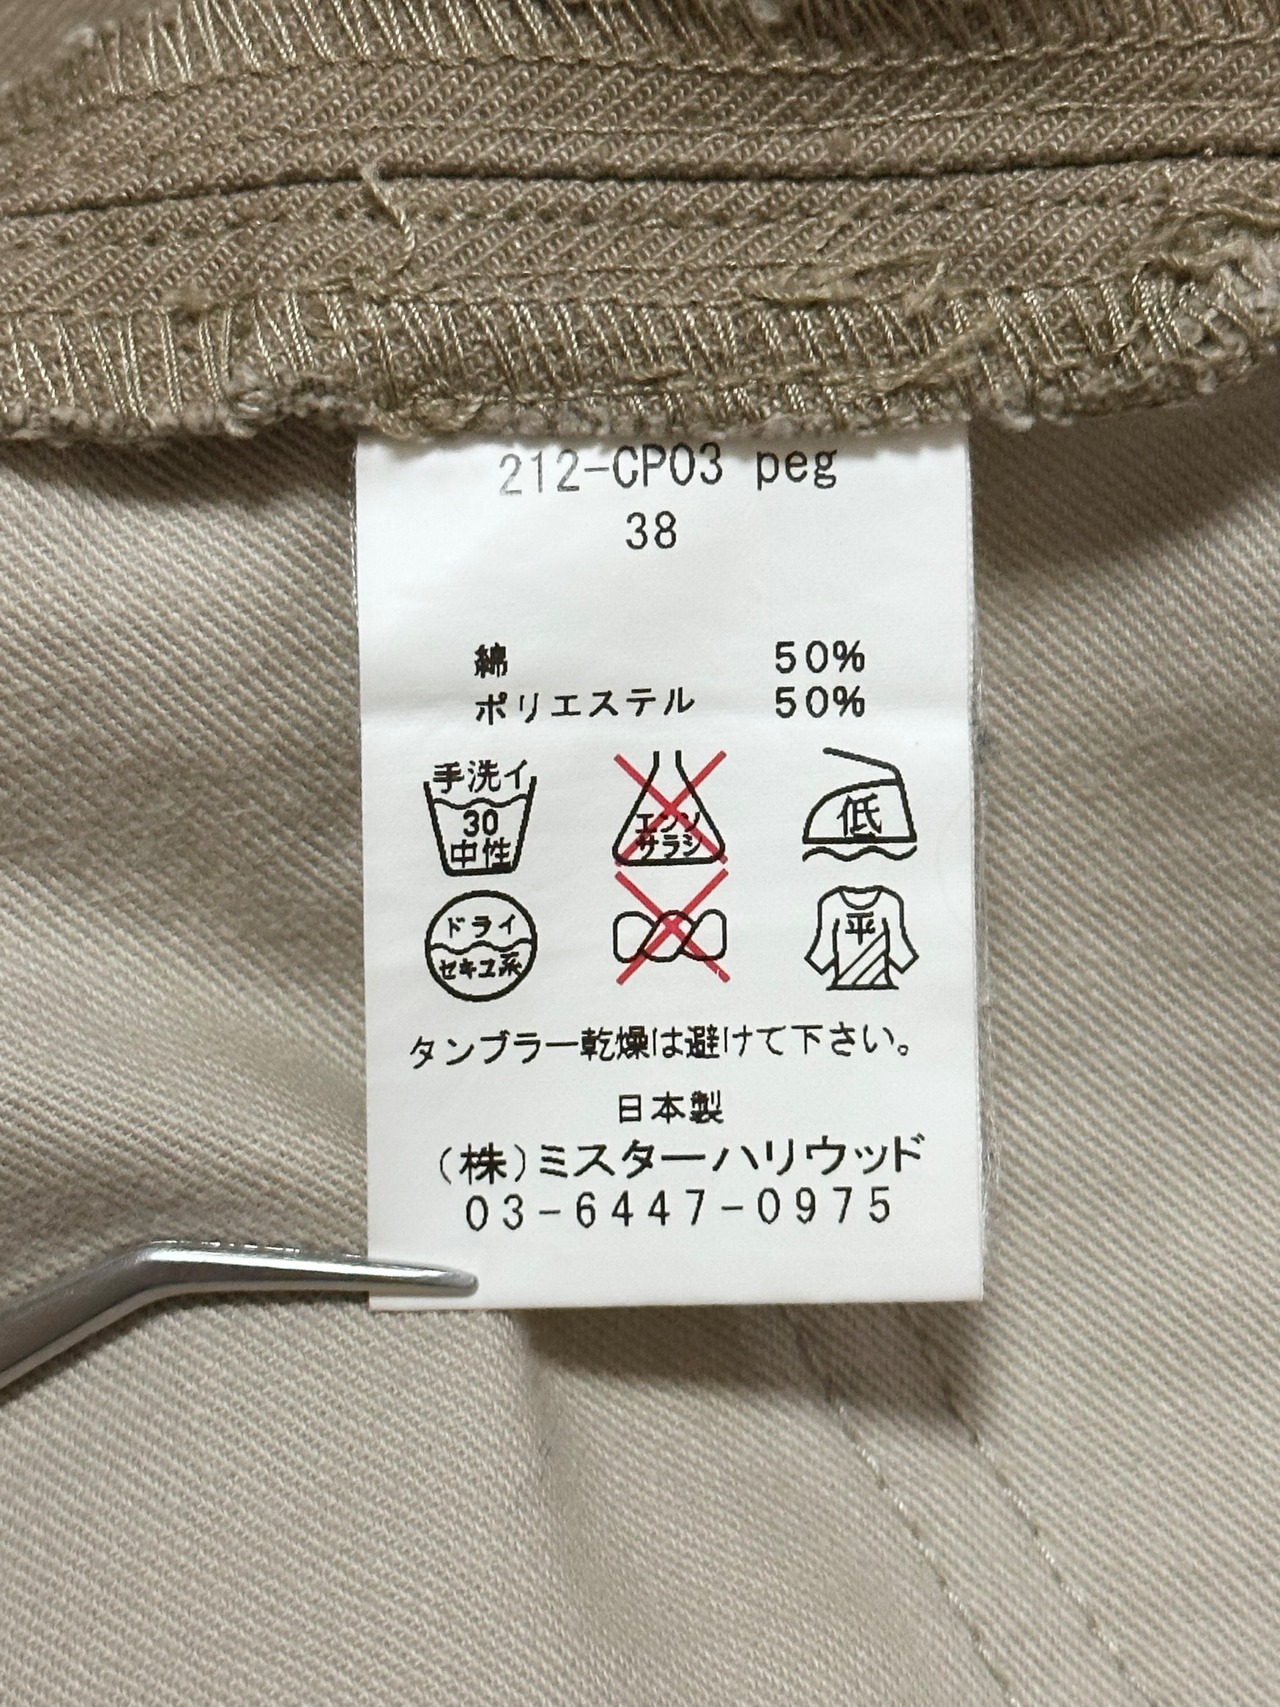 212-CP03 peg
38
綿 50%
ポリエステル 50%
手洗イ
30
中性
エンソ
サラシ
低
ドライ
セキユ系
平
タンブラー乾燥は避けて下さい。
日本製
(株)ミスターハリウッド
03-6447-0975